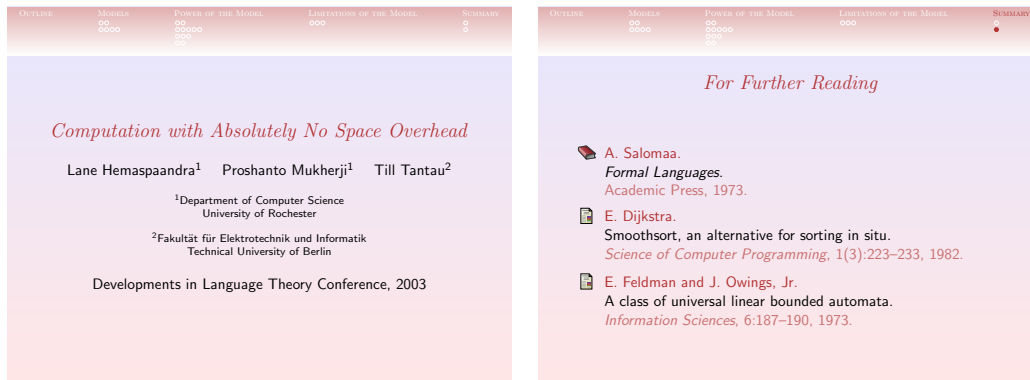 OUTLINE MODELS POWER OF THE MODEL LIMITATIONS OF THE MODEL SUMMARY
Computation with Absolutely No Space Overhead
Lane Hemaspaandra1 Proshanto Mukherji1 Till Tantau2
1Department of Computer Science
University of Rochester
2Fakultät für Elektrotechnik und Informatik
Technical University of Berlin
Developments in Language Theory Conference, 2003
OUTLINE MODELS POWER OF THE MODEL LIMITATIONS OF THE MODEL SUMMARY
For Further Reading
A. Salomaa.
Formal Languages.
Academic Press, 1973.
E. Dijkstra.
Smoothsort, an alternative for sorting in situ.
Science of Computer Programming, 1(3):223–233, 1982.
E. Feldman and J. Owings, Jr.
A class of universal linear bounded automata.
Information Sciences, 6:187–190, 1973.